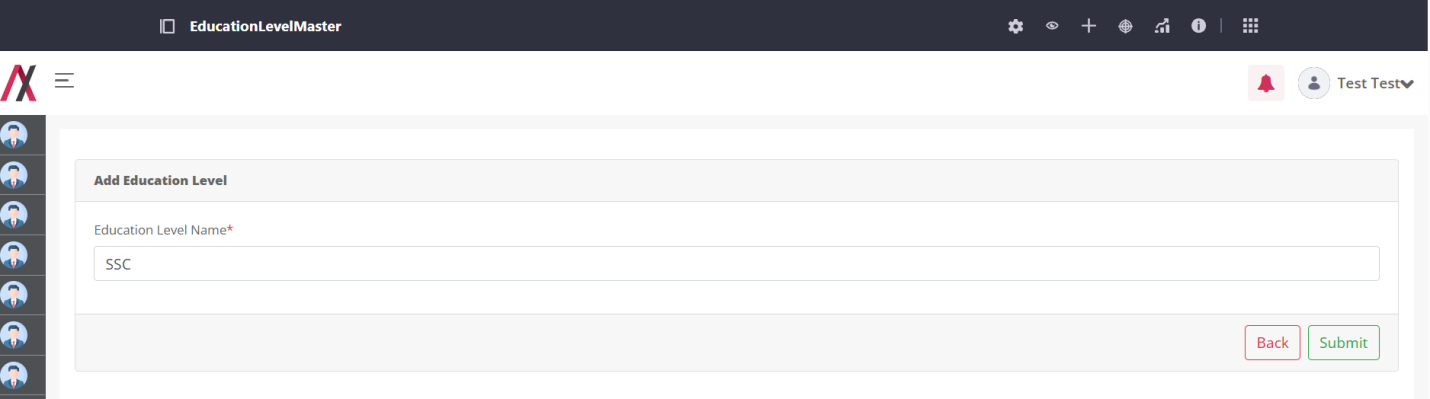 EducationLevelMaster
Test Test
Add Education Level
Education Level Name*
SSC
Back Submit